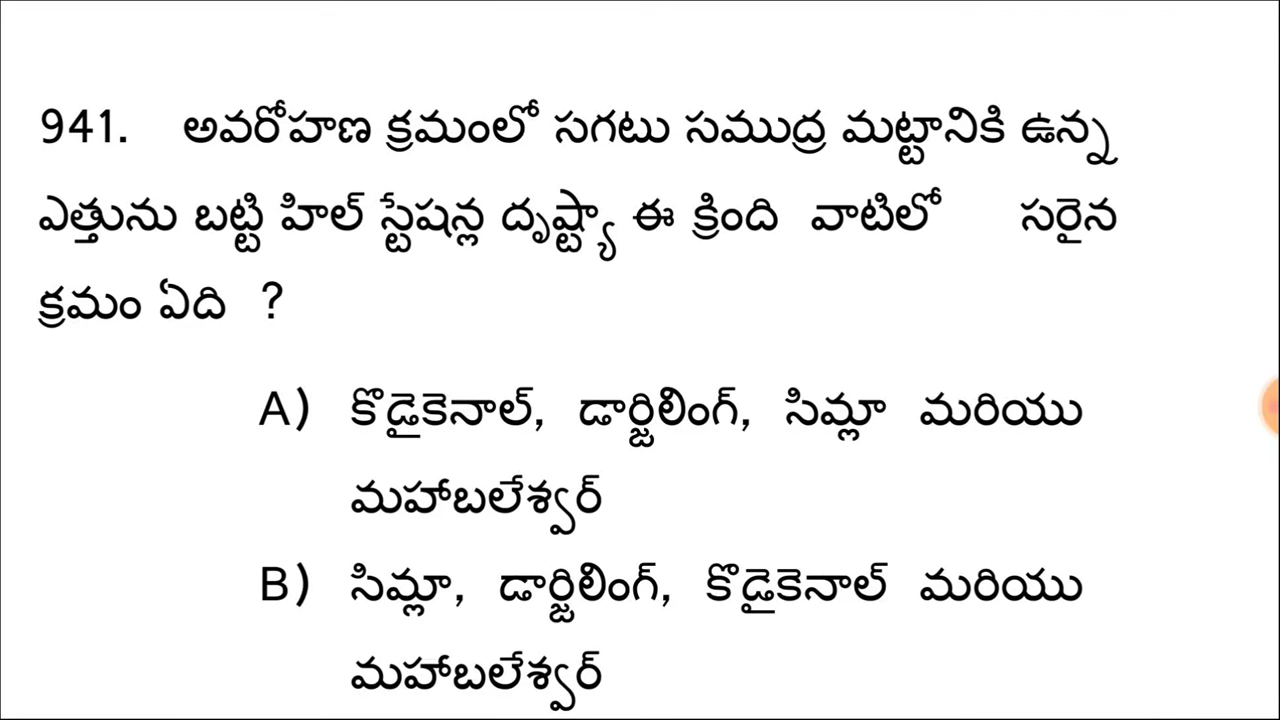 941. అవరోహణ క్రమంలో సగటు సముద్ర మట్టానికి ఉన్న
ఎత్తును బట్టి హిల్ స్టేషన్ల దృష్ట్యా ఈ క్రింది వాటిలో సరైన
క్రమం ఏది ?
A) కొడైకెనాల్, డార్జిలింగ్, సిమ్లా మరియు
మహాబలేశ్వర్
B) సిమ్లా, డార్జిలింగ్, కొడైకెనాల్ మరియు
మహాబలేశ్వర్